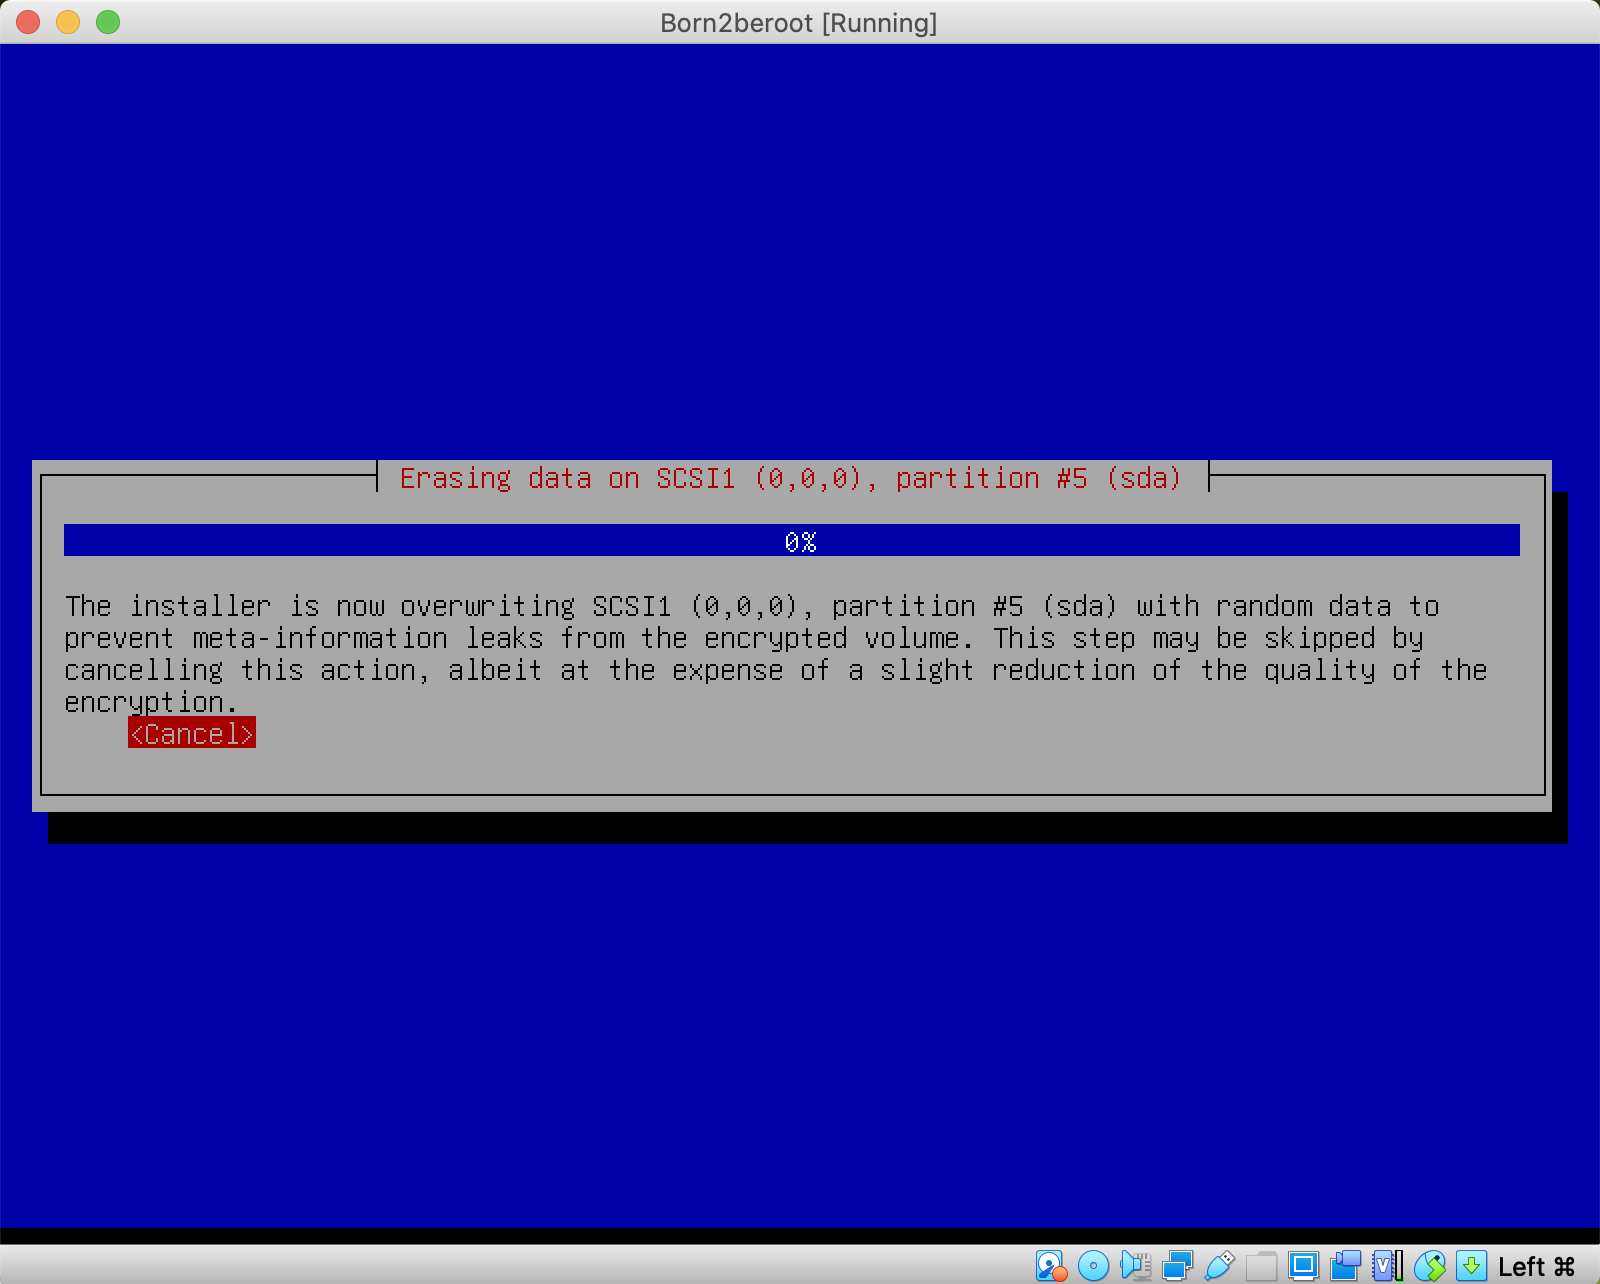 Born2beroot [Running]
Erasing data on SCSI1 (0,0,0), partition #5 (sda)
0%
The installer is now overwriting SCSI1 (0,0,0), partition #5 (sda) with random data to
prevent meta-information leaks from the encrypted volume. This step may be skipped by
cancelling this action, albeit at the expense of a slight reduction of the quality of the
encryption.
<Cancel>
Left ⌘